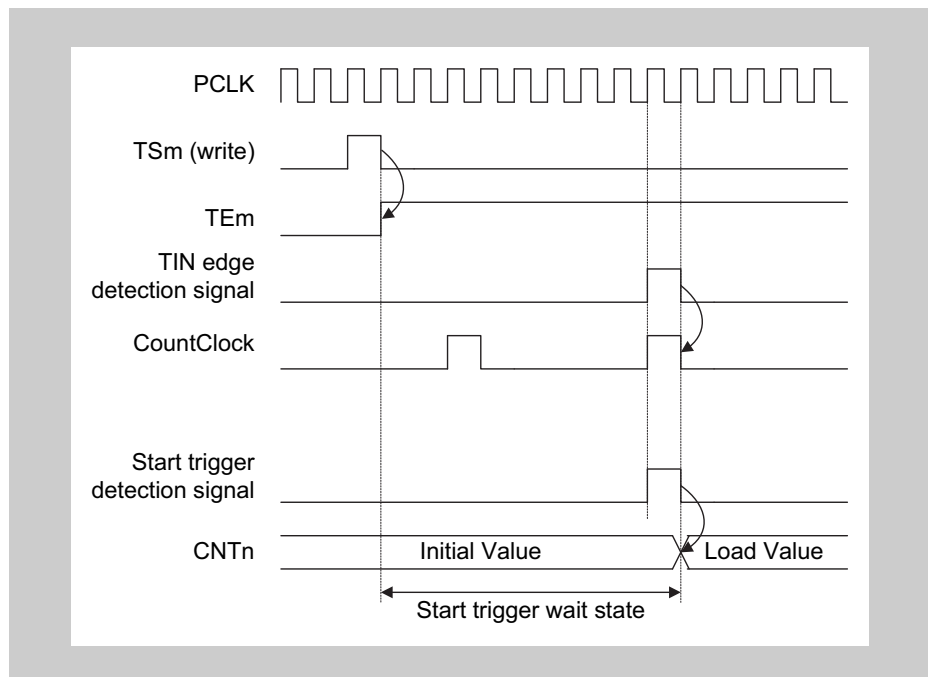 PCLK
TSm (write)
TEm
TIN edge
detection signal
CountClock
Start trigger
detection signal
CNTn
Initial Value
Load Value
Start trigger wait state